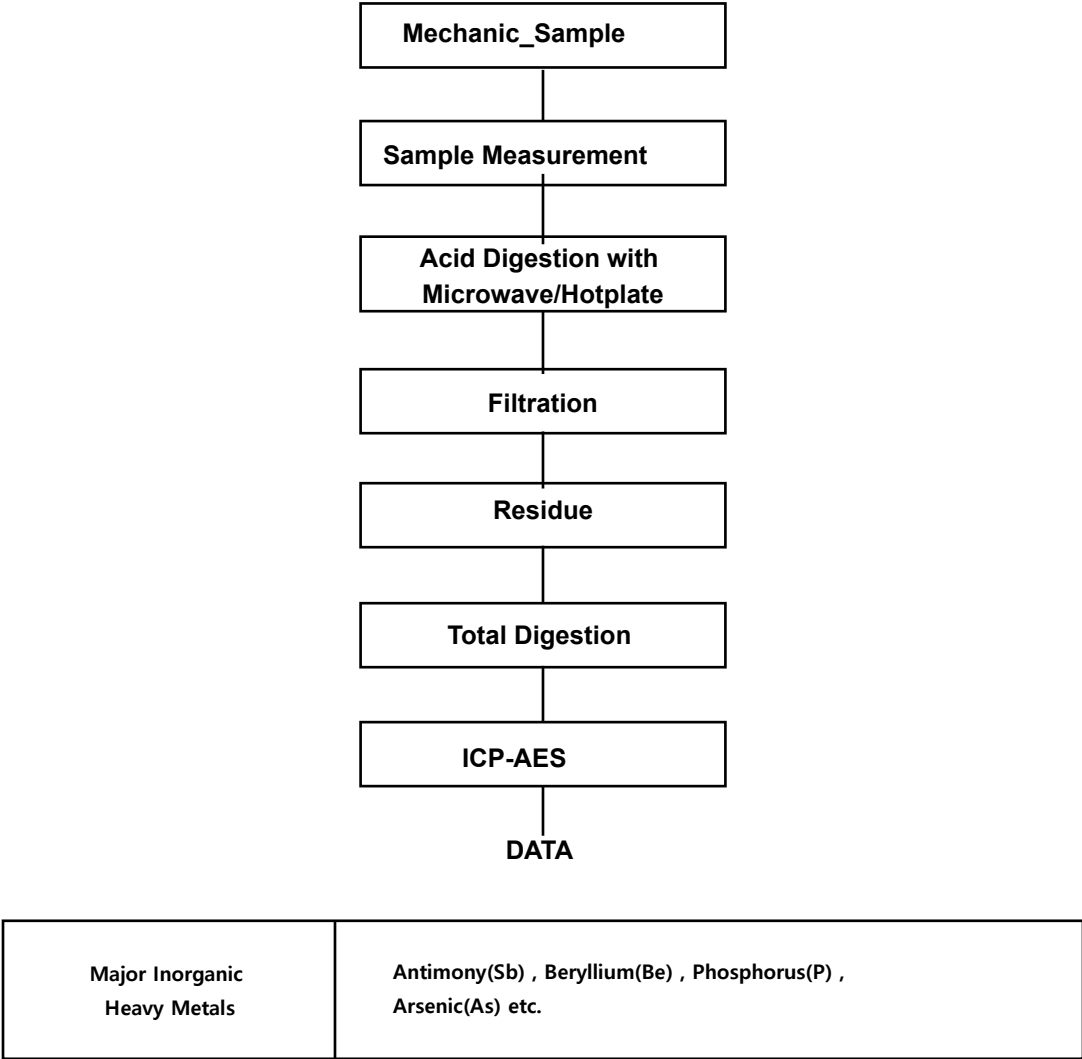 Mechanic_Sample
Sample Measurement
Acid Digestion with
Microwave/Hotplate
Filtration
Residue
Total Digestion
ICP-AES
DATA
Major Inorganic
Heavy Metals
Antimony(Sb) , Beryllium(Be) , Phosphorus(P) ,
Arsenic(As) etc.